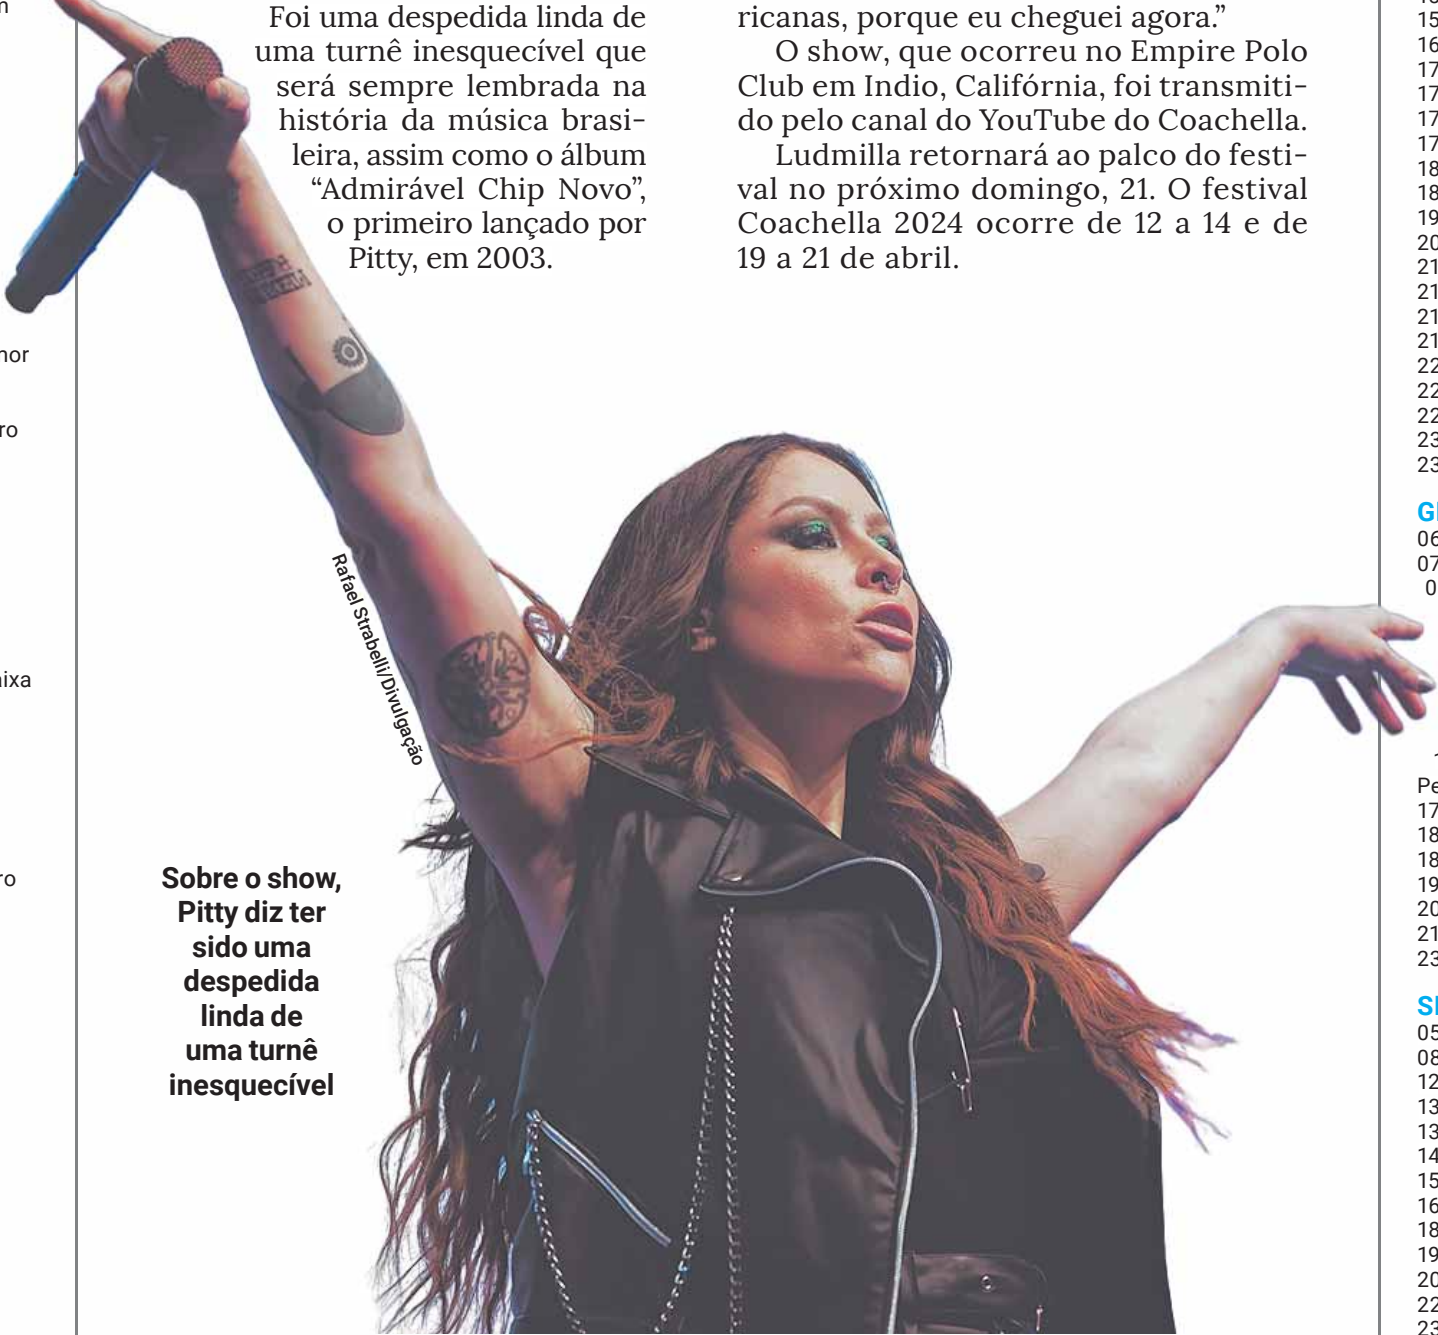 Foi uma despedida linda de
uma turnê inesquecível que
será sempre lembrada na
história da música brasi-
leira, assim como o álbum
“Admirável Chip Novo”,
o primeiro lançado por
Pitty, em 2003.
ricanas, porque eu cheguei agora.”
O show, que ocorreu no Empire Polo
Club em Indio, Califórnia, foi transmiti-
do pelo canal do YouTube do Coachella.
Ludmilla retornará ao palco do festi-
val no próximo domingo, 21. O festival
Coachella 2024 ocorre de 12 a 14 e de
19 a 21 de abril.
Rafael Strabelli/Divulgação
Sobre o show,
Pitty diz ter
sido uma
despedida
linda de
uma turnê
inesquecível